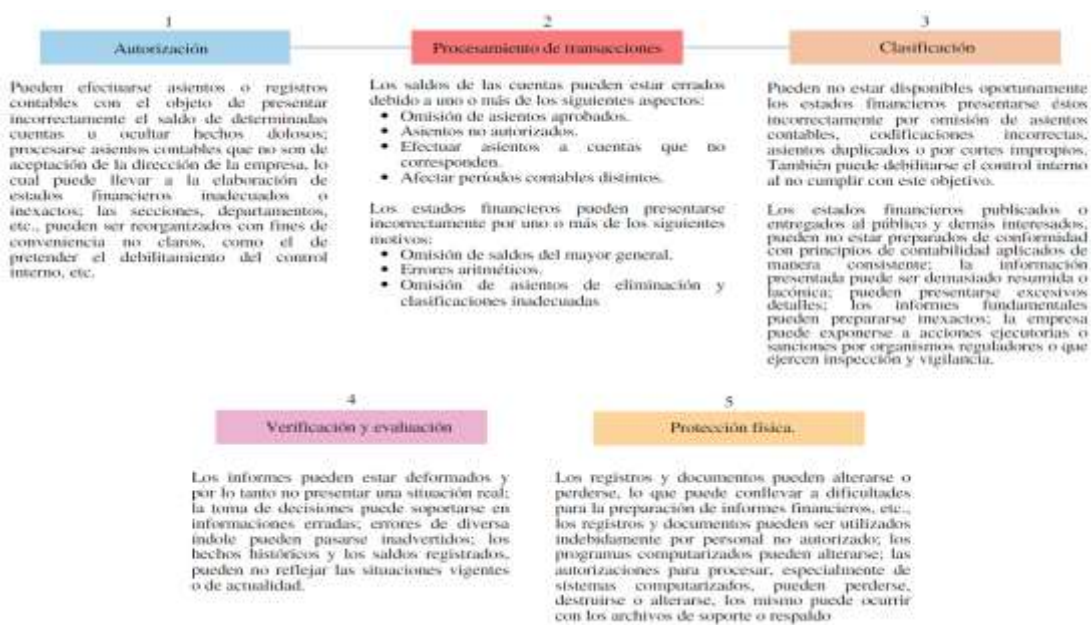 1
Autorización
Pueden efectuarse asientos o registros
contables con el objeto de presentar
incorrectamente el saldo de determinadas
cuentas u ocultar hechos dolosos;
procesarse asientos contables que no son de
aceptación de la dirección de la empresa, lo
cual puede llevar a la elaboración de
estados financieros inadecuados o
inexactos; las secciones, departamentos,
etc., pueden ser reorgantzados con fines de
conveniencia no claros, como el de
pretender el debilitamiento del control
interno, etc.
2
Procesamiento de transacciones
Los saldos de las cuentas pueden estar errados
debido a uno o más de los siguientes aspectos:
• Omisión de asientos aprobados.
• Asientos no autorizados.
• Efectuar asientos a cuentas que no
corresponden.
• Afectar períodos contables distintos.
Los estados financieros pueden presentarse
incorrectamente por uno o más de los siguientes
motivos:
• Omisión de saldos del mayor general.
• Errores aritméticos.
• Omisión de asientos de eliminación y
clasificaciones inadecuadas
3
Clasificación
Pueden no estar disponibles oportunamente
los estados financieros presentarse éstos
incorrectamente por omisión de asientos
contables, codificaciones incorrectas,
asientos duplicados o por cortes impropios.
También puede debilitarse el control interno
al no cumplir con este objetivo.
Los estados financieros publicados o
entregados al público y demás interesados,
pueden no estar preparados de conformidad
con principios de contabilidad aplicados de
manera consistente; la información
presentada puede ser demasiado resumida o
lacónica; pueden presentarse excesivos
detalles; los informes fundamentales
pueden prepararse inexactos; la empresa
puede exponerse a acciones ejecutorias o
sanciones por organismos reguladores o que
ejercen inspección y vigilancia.
4
Verificación y evaluación
Los informes pueden estar deformados y
por lo tanto no presentar una situación real;
la toma de decisiones puede soportarse en
informaciones erradas; errores de diversa
índole pueden pasarse inadvertidos; los
hechos históricos y los saldos registrados,
pueden no reflejar las situaciones vigentes
o de actualidad.
5
Protección física.
Los registros y documentos pueden alterarse o
perderse, lo que puede conllevar a dificultades
para la preparación de informes financieros, etc.,
los registros y documentos pueden ser utilizados
indebidamente por personal no autorizado; los
programas computarizados pueden alterarse; las
autorizaciones para procesar, especialmente de
sistemas computarizados, pueden perderse,
destruirse o alterarse, los mismo puede ocurrir
con los archivos de soporte o respaldo